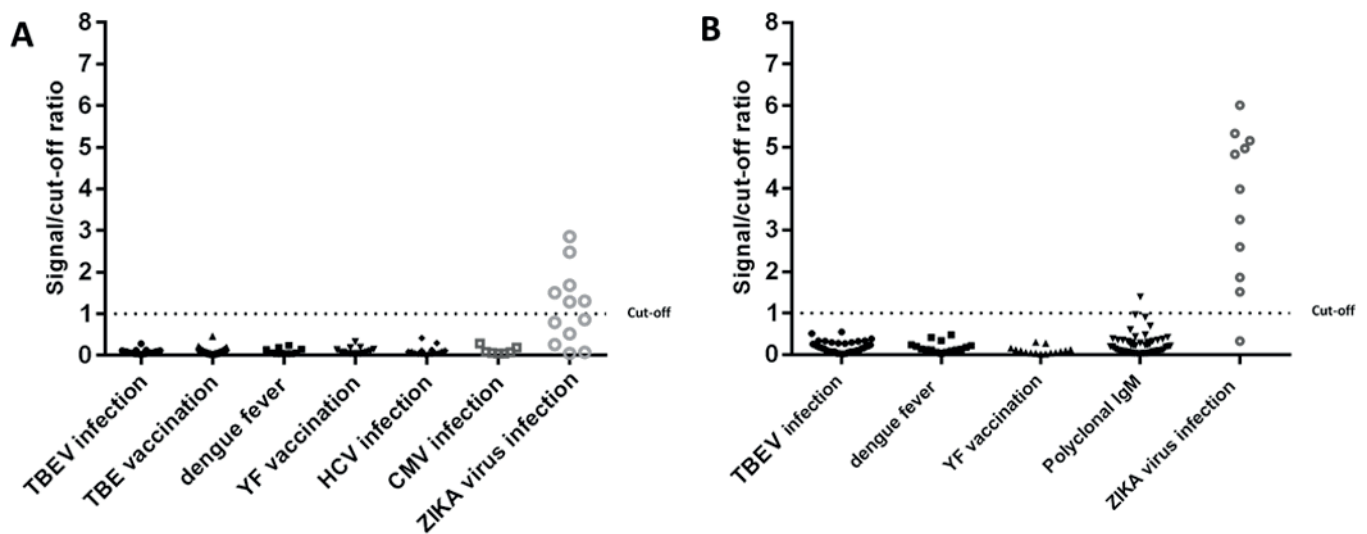 A
Signal/cut-off ratio
8
7
6
5
4
3
2
1
0
Cut-off
TBEV infection
TBE vaccination
dengue fever
YF vaccination
HCV infection
CMV infection
ZIKA virus infection
B
Signal/cut-off ratio
8
7
6
5
4
3
2
1
0
Cut-off
TBEV infection
dengue fever
YF vaccination
Polyclonal IgM
ZIKA virus infection